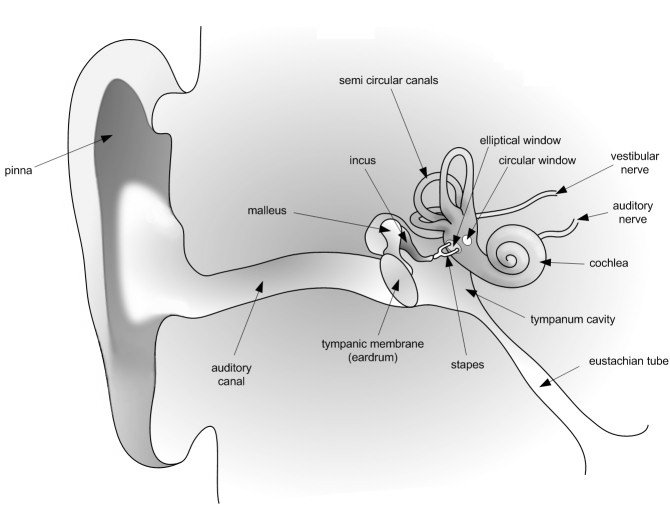 semi circular canals
elliptical window
incus
circular window
vestibular
nerve
pinna
malleus
auditory
nerve
cochlea
tympanum cavity
tympanic membrane
(eardrum)
auditory
canal
stapes
eustachian tube